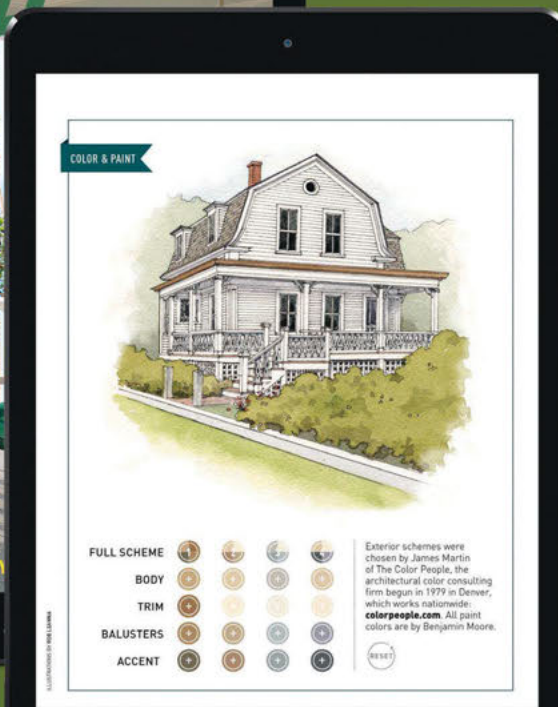 COLOR & PAINT
FULL SCHEME
BODY
TRIM
BALUSTERS
ACCENT
Exterior schemes were
chosen by James Martin
of The Color People, the
architectural color consulting
firm begun in 1979 in Denver,
which works nationwide:
colorpeople.com. All paint
colors are by Benjamin Moore.
RESET